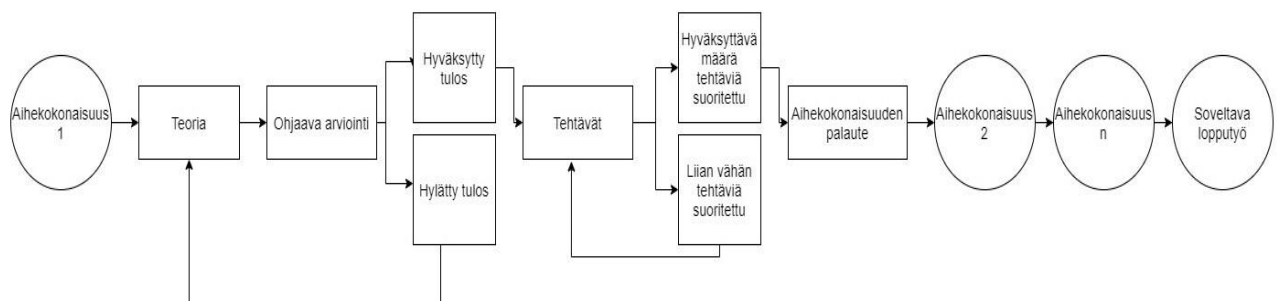 Aihekokonaisuus
1
Teoria
Ohjaava arviointi
Hyväksytty
tulos
Hylätty tulos
Tehtävät
Hyväksyttävä
määrä
tehtäviä
suoritettu
Liian vähän
tehtäviä
suoritettu
Aihekokonaisuuden
palaute
Aihekokonaisuus
2
Aihekokonaisuus
n
Soveltava
lopputyö